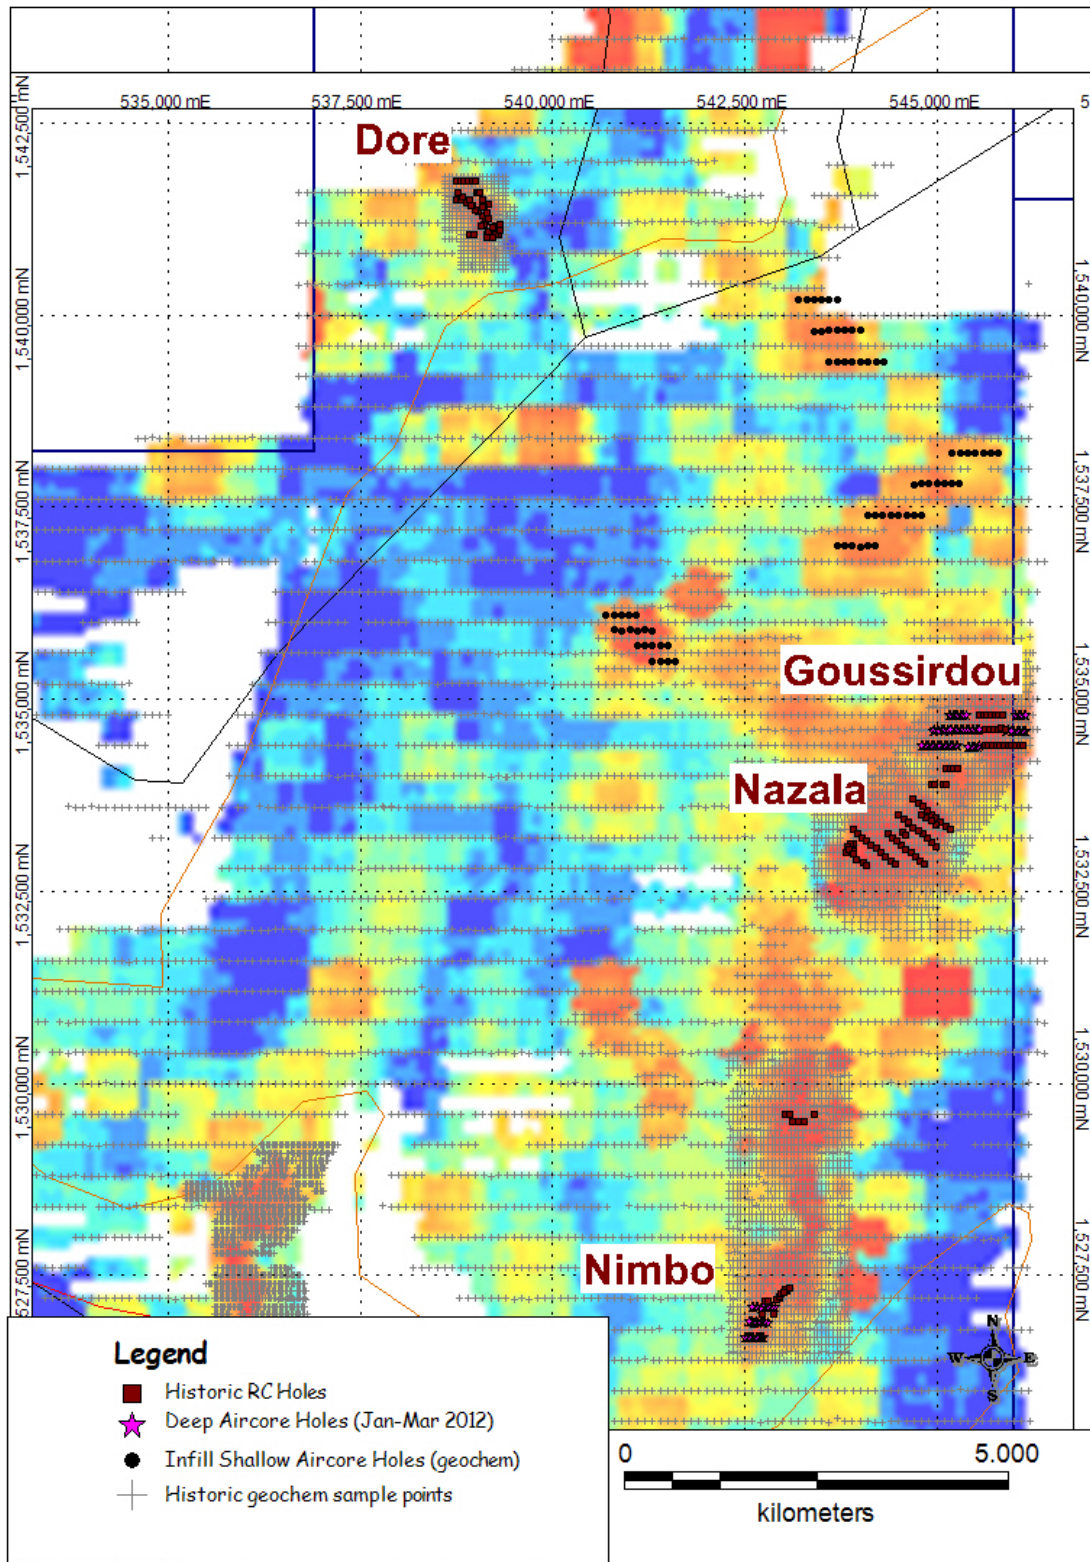 535,000 mE 537,500 mE 540,000 mE 542,500 mE 545,000 mE 5
1,542,500 mN
Dore
1,540,000 mN 1,540,000 mN
1,537,500 mN 1,537,500 mN
Goussirdou
1,535,000 mN 1,535,000 mN
Nazala
1,532,500 mN 1,532,500 mN
1,530,000 mN 1,530,000 mN
Nimbo
527,500 mN 1,527,500 mN
N
W E
S
Legend
Historic RC Holes
Deep Aircore Holes (Jan-Mar 2012)
Infill Shallow Aircore Holes (geochem)
Historic geochem sample points
0 5.000
kilometers